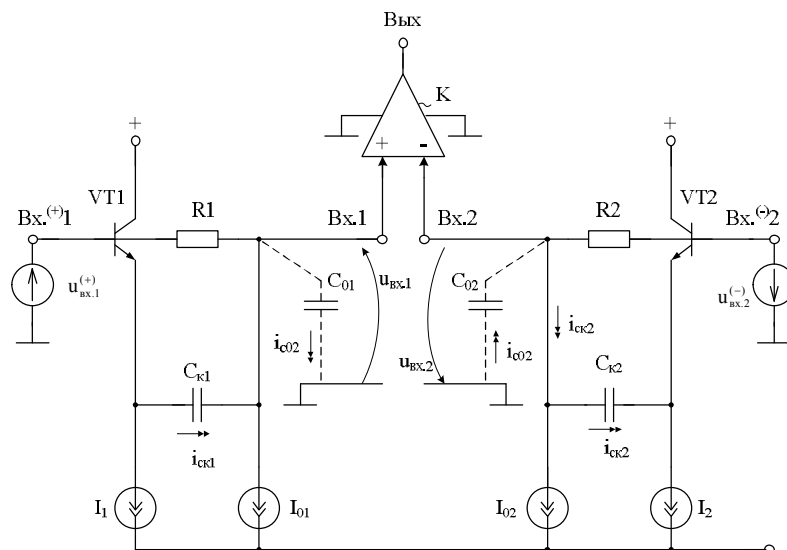 Вых
K
+ -
+ +
VT1 VT2
R1 R2
Вх.(+)1 Вх.1 Вх.2 Вх.(-)2
u вх.1 (+) C01 uвх.1 C02 u вх.2 (−)
iс02 uвх.2 iс02 iск2
Cк1 Cк2
iск1 iск2
I1 I01 I02 I2